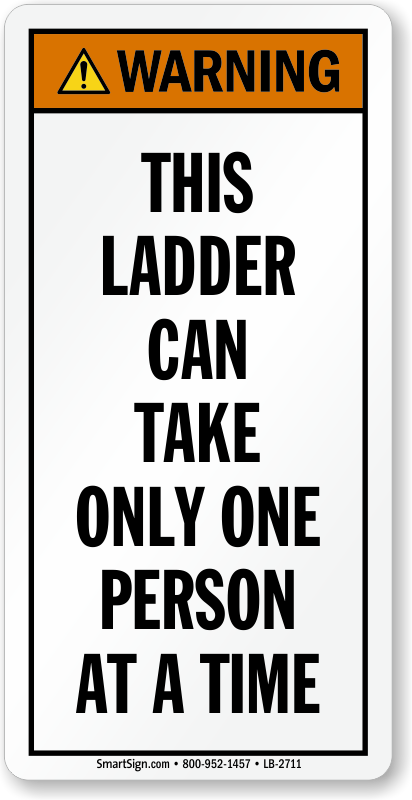 WARNING
THIS
LADDER
CAN
TAKE
ONLY ONE
PERSON
AT A TIME
SmartSign.com • 800-952-1457 • LB-2711